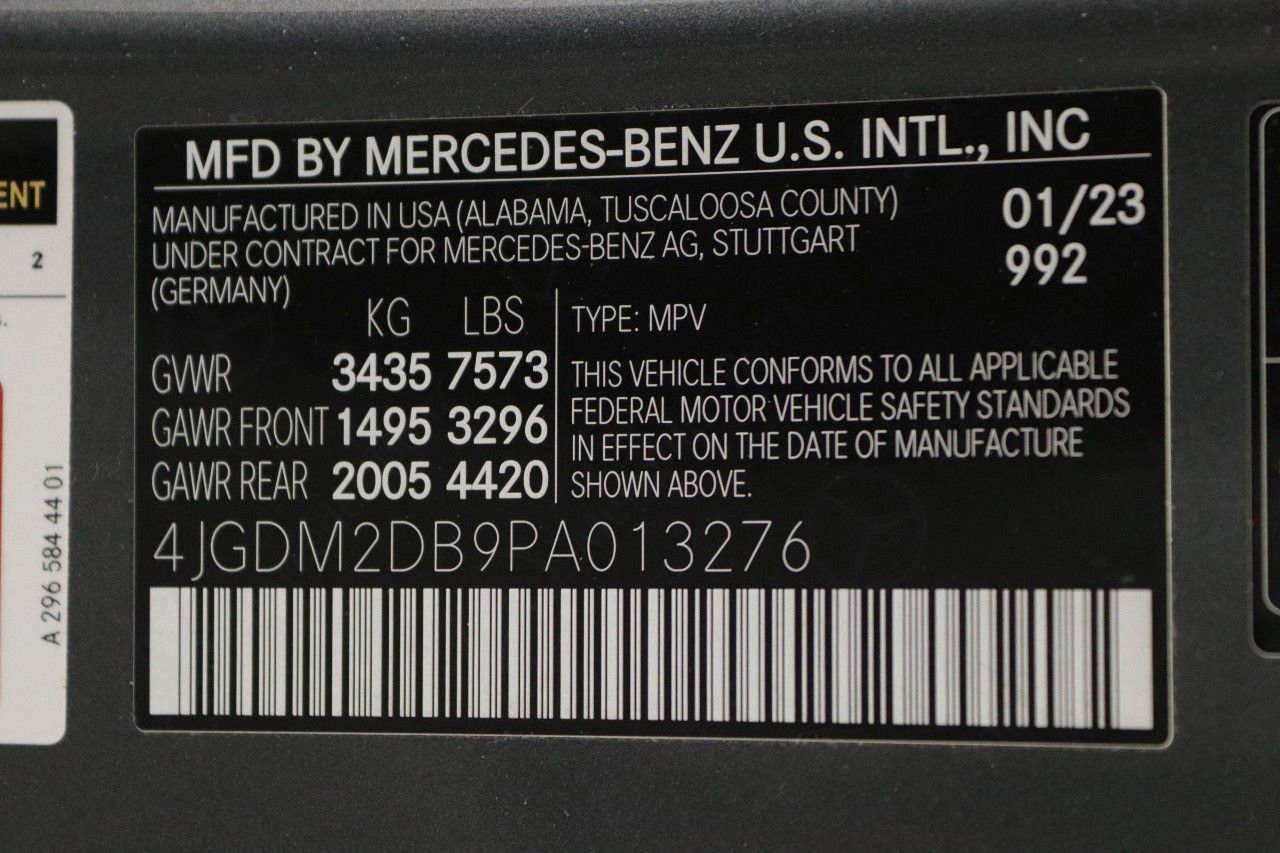 MFD BY MERCEDES-BENZ U.S. INTL., INC
MANUFACTURED IN USA (ALABAMA, TUSCALOOSA COUNTY) 01/23
UNDER CONTRACT FOR MERCEDES-BENZ AG, STUTTGART 992
(GERMANY)
KG LBS
GVWR 3435 7573
GAWR FRONT 1495 3296
GAWR REAR 2005 4420
TYPE: MPV
THIS VEHICLE CONFORMS TO ALL APPLICABLE
FEDERAL MOTOR VEHICLE SAFETY STANDARDS
IN EFFECT ON THE DATE OF MANUFACTURE
SHOWN ABOVE.
4JGDM2DB9PA013276
ENT
2
A 296 584 44 01